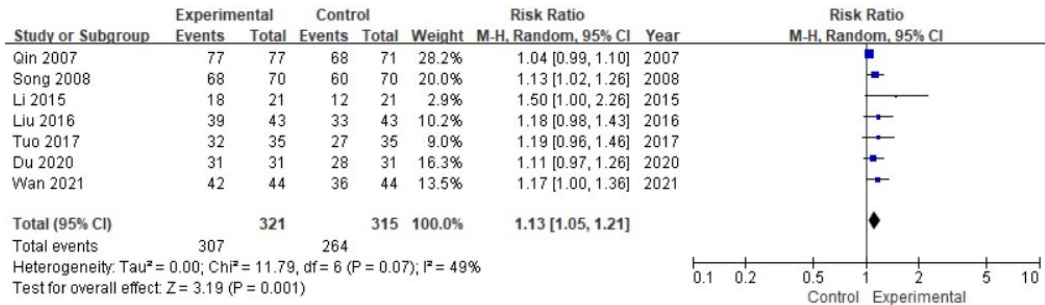 Experimental Control Risk Ratio Risk Ratio
Study or Subgroup Events Total Events Total Weight M-H, Random, 95% CI Year M-H, Random, 95% CI
Qin 2007 77 77 68 71 28.2% 1.04 [0.99, 1.10] 2007
Song 2008 68 70 60 70 20.0% 1.13 [1.02, 1.26] 2008
Li 2015 18 21 12 21 2.9% 1.50 [1.00, 2.26] 2015
Liu 2016 39 43 33 43 10.2% 1.18 [0.98, 1.43] 2016
Tuo 2017 32 35 27 35 9.0% 1.19 [0.96, 1.46] 2017
Du 2020 31 31 28 31 16.3% 1.11 [0.97, 1.26] 2020
Wan 2021 42 44 36 44 13.5% 1.17 [1.00, 1.36] 2021
Total (95% CI) 321 315 100.0% 1.13 [1.05, 1.21]
Total events 307 264
Heterogeneity: Tau² = 0.00; Chi² = 11.79, df = 6 (P = 0.07); I² = 49%
Test for overall effect: Z = 3.19 (P = 0.001)
0.1 0.2 0.5 1 2 5 10
Control Experimental